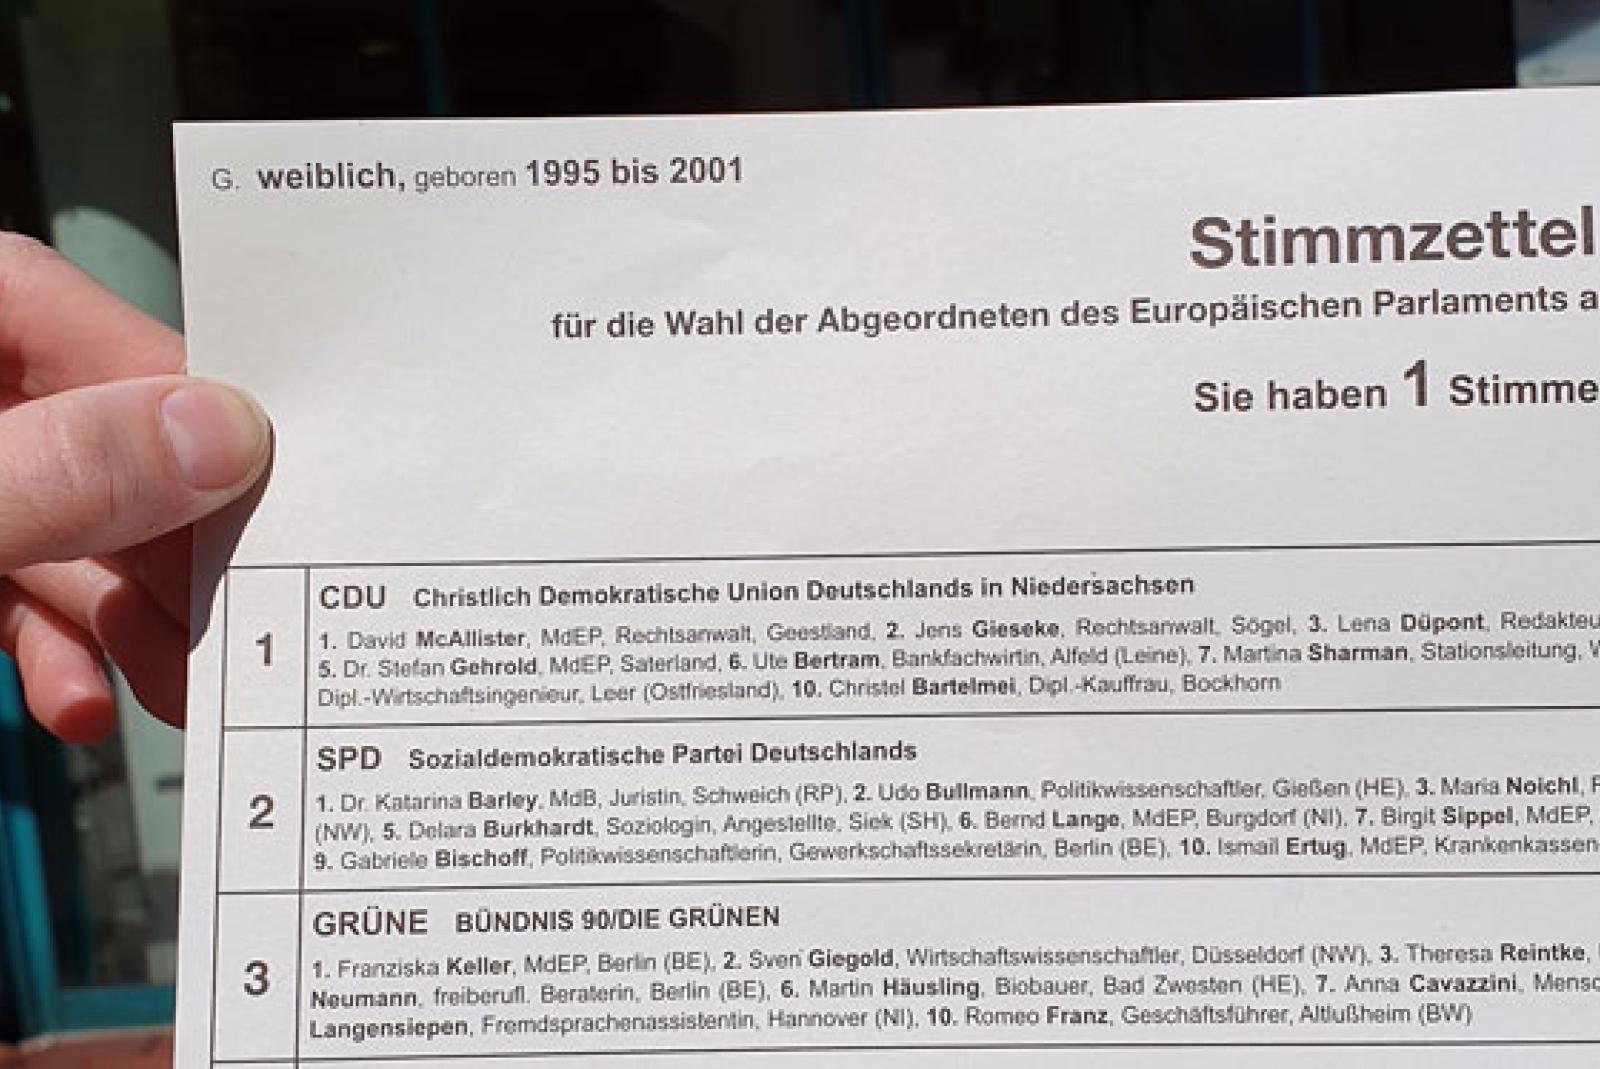 G. weiblich, geboren 1995 bis 2001
Stimmzettel
für die Wahl der Abgeordneten des Europäischen Parlaments a
Sie haben 1 Stimme
1
CDU Christlich Demokratische Union Deutschlands in Niedersachsen
1. David McAllister, MdEP, Rechtsanwalt, Geestland, 2. Jens Gieseke, Rechtsanwalt, Sögel, 3. Lena Düpont, Redakteu
5. Dr. Stefan Gehrold, MdEP, Saterland, 6. Ute Bertram, Bankfachwirtin, Alfeld (Leine), 7. Martina Sharman, Stationsleitung, W
Dipl.-Wirtschaftsingenieur, Leer (Ostfriesland), 10. Christel Bartelmei, Dipl.-Kauffrau, Bockhorn
2
SPD Sozialdemokratische Partei Deutschlands
1. Dr. Katarina Barley, MdB, Juristin, Schweich (RP), 2. Udo Bullmann, Politikwissenschaftler, Gießen (HE), 3. Maria Noichl, F
(NW), 5. Delara Burkhardt, Soziologin, Angestellte, Siek (SH), 6. Bernd Lange, MdEP, Burgdorf (NI), 7. Birgit Sippel, MdEP,
9. Gabriele Bischoff, Politikwissenschaftlerin, Gewerkschaftssekretärin, Berlin (BE), 10. Ismail Ertug, MdEP, Krankenkassen-
3
GRÜNE BÜNDNIS 90/DIE GRÜNEN
1. Franziska Keller, MdEP, Berlin (BE), 2. Sven Giegold, Wirtschaftswissenschaftler, Düsseldorf (NW), 3. Theresa Reintke,
Neumann, freiberufl. Beraterin, Berlin (BE), 6. Martin Häusling, Biobauer, Bad Zwesten (HE), 7. Anna Cavazzini, Mensc
Langensiepen, Fremdsprachenassistentin, Hannover (NI), 10. Romeo Franz, Geschäftsführer, Altlußheim (BW)